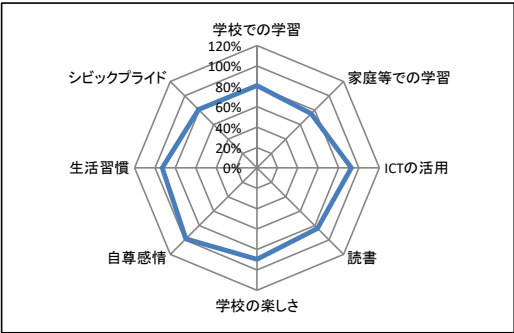 学校での学習
120%
100%
80%
60%
40%
20%
0%
家庭等での学習
ICTの活用
読書
学校の楽しさ
自尊感情
生活習慣
シビックプライド